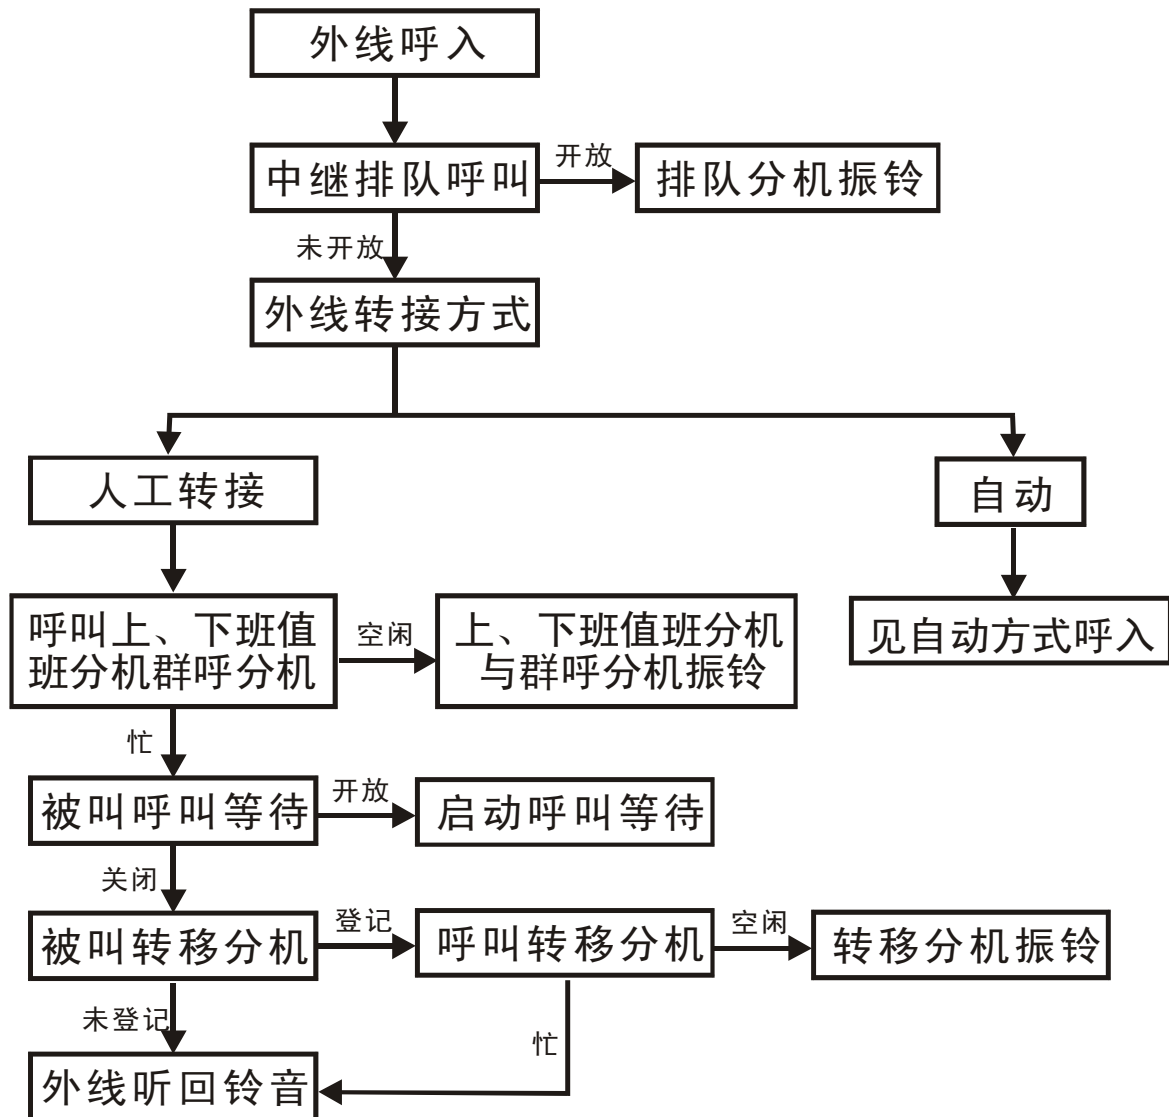 外线呼入
中继排队呼叫
开放
排队分机振铃
未开放
外线转接方式
人工转接
自动
呼叫上、下班值
班分机群呼分机
空闲
上、下班值班分机
与群呼分机振铃
见自动方式呼入
忙
被叫呼叫等待
开放
启动呼叫等待
关闭
被叫转移分机
登记
呼叫转移分机
空闲
转移分机振铃
未登记
忙
外线听回铃音